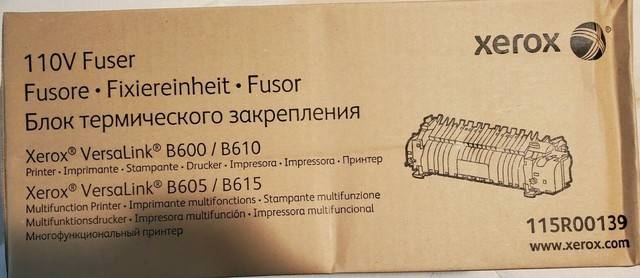 xerox
110V Fuser
Fusore • Fixiereinheit • Fusor
Блок термического закрепления
Xerox® VersaLink® B600 / B610
Printer • Imprimante • Stampante • Drucker • Impresora • Impressora • Принтер
Xerox® VersaLink® B605 / B615
Multifunction Printer • Imprimante multifonctions • Stampante multifunzione
Multifunktionsdrucker • Impresora multifunción • Impressora multifuncional
Многофункциональный принтер
115R00139
www.xerox.com